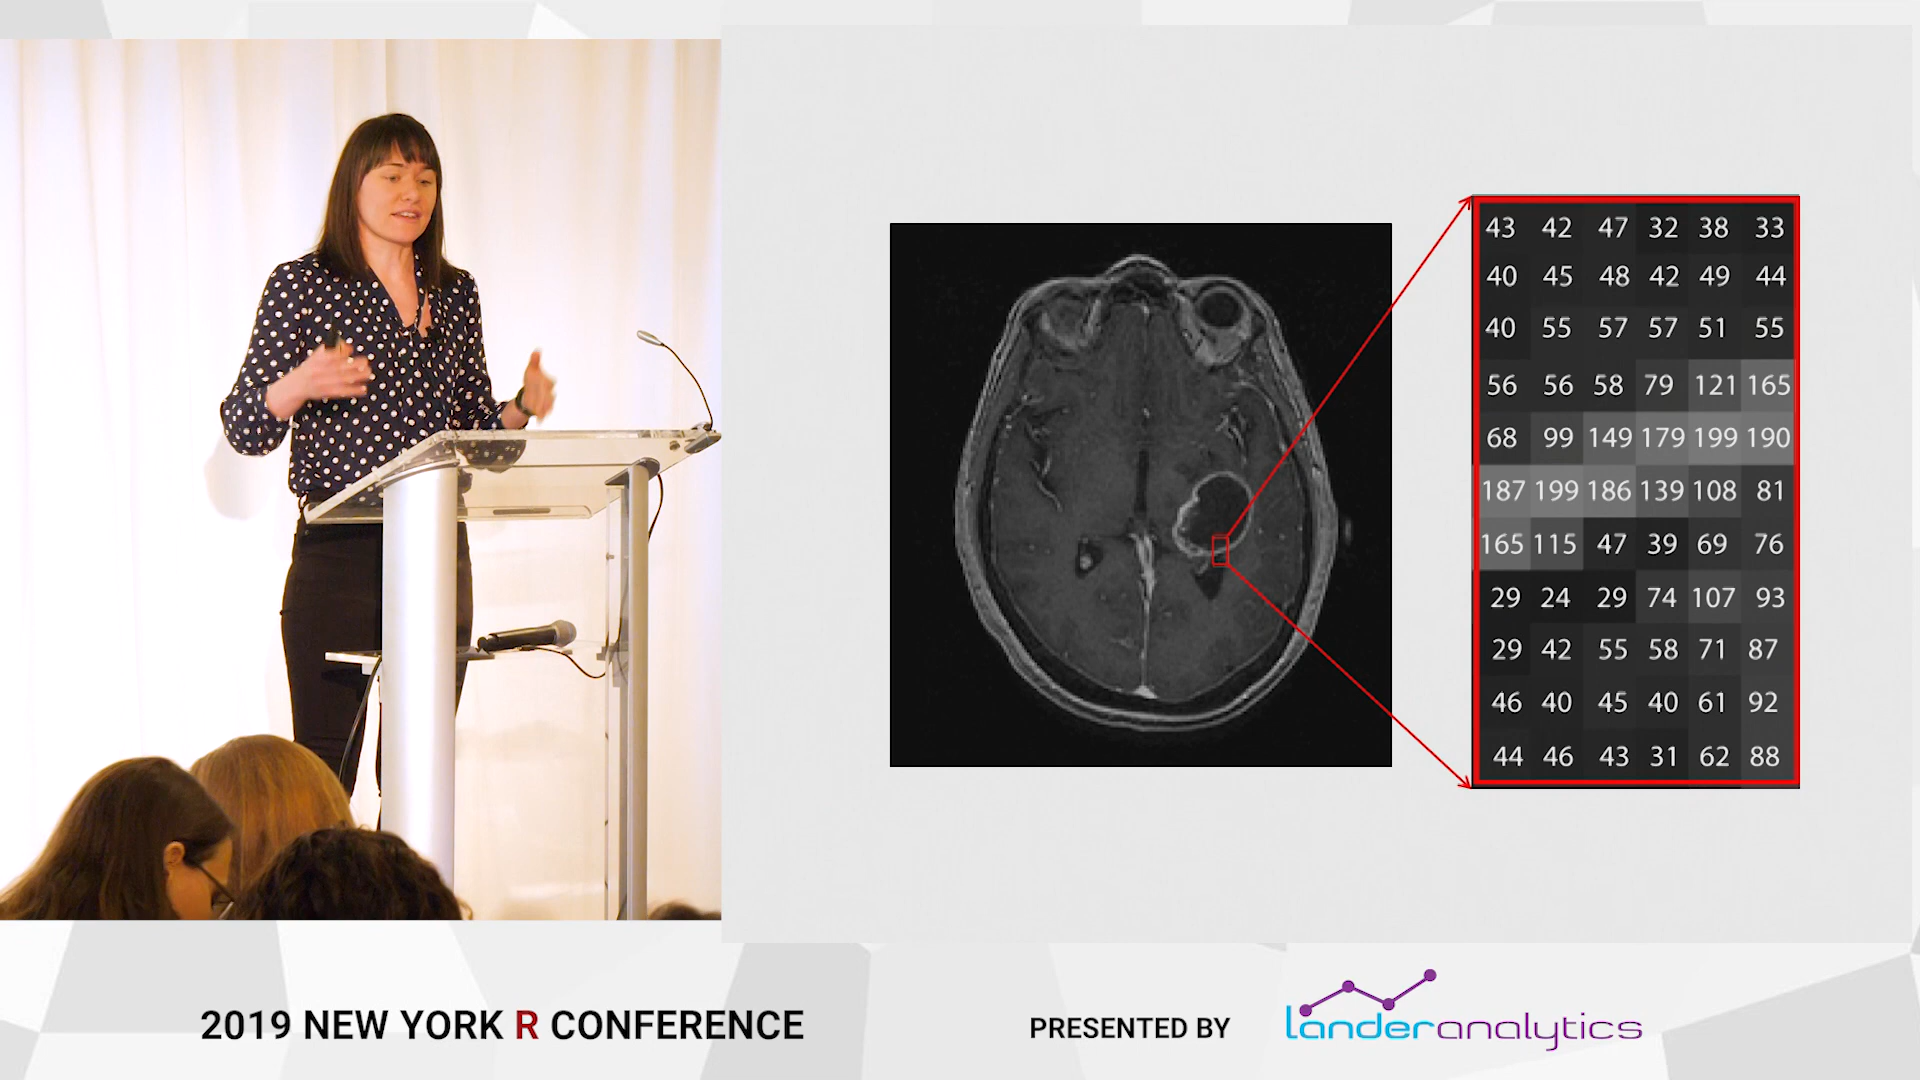 43 42 47 32 38 33
40 45 48 42 49 44
40 55 57 57 51 55
56 56 58 79 121 165
68 99 149 179 199 190
187 199 186 139 108 81
165 115 47 39 69 76
29 24 29 74 107 93
29 42 55 58 71 87
46 40 45 40 61 92
44 46 43 31 62 88
2019 NEW YORK R CONFERENCE
PRESENTED BY
landeranalytics